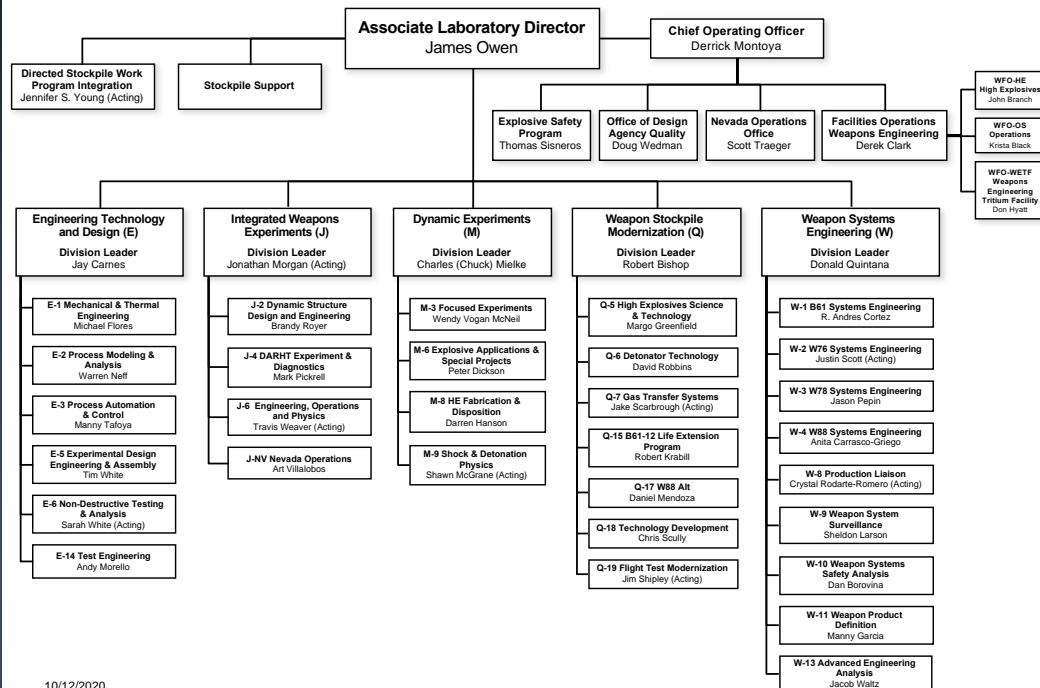 Associate Laboratory Director
James Owen
Chief Operating Officer
Derrick Montoya
Directed Stockpile Work
Program Integration
Jennifer S. Young (Acting)
Stockpile Support
Explosive Safety
Program
Thomas Sisneros
Office of Design
Agency Quality
Doug Wedman
Nevada Operations
Office
Scott Traeger
Facilities Operations
Weapons Engineering
Derek Clark
WFO-HE
High Explosives
John Branch
WFO-OS
Operations
Krista Black
WFO-WETF
Weapons
Engineering
Tritium Facility
Don Hyatt
Engineering Technology
and Design (E)
Division Leader
Jay Carnes
E-1 Mechanical & Thermal
Engineering
Michael Flores
E-2 Process Modeling &
Analysis
Warren Neff
E-3 Process Automation
& Control
Manny Tafoya
E-5 Experimental Design
Engineering & Assembly
Tim White
E-6 Non-Destructive Testing
& Analysis
Sarah White (Acting)
E-14 Test Engineering
Andy Morello
Integrated Weapons
Experiments (J)
Division Leader
Jonathan Morgan (Acting)
J-2 Dynamic Structure
Design and Engineering
Brandy Royer
J-4 DARHT Experiment &
Diagnostics
Mark Pickrell
J-6 Engineering, Operations
and Physics
Travis Weaver (Acting)
J-NV Nevada Operations
Art Villalobos
Dynamic Experiments
(M)
Division Leader
Charles (Chuck) Mielke
M-3 Focused Experiments
Wendy Vogan McNeil
M-6 Explosive Applications &
Special Projects
Peter Dickson
M-8 HE Fabrication &
Disposition
Darren Hanson
M-9 Shock & Detonation
Physics
Shawn McGrane (Acting)
Weapon Stockpile
Modernization (Q)
Division Leader
Robert Bishop
Q-5 High Explosives Science
& Technology
Margo Greenfield
Q-6 Detonator Technology
David Robbins
Q-7 Gas Transfer Systems
Jake Scarbrough (Acting)
Q-15 B61-12 Life Extension
Program
Robert Krabill
Q-17 W88 Alt
Daniel Mendoza
Q-18 Technology Development
Chris Scully
Q-19 Flight Test Modernization
Jim Shipley (Acting)
Weapon Systems
Engineering (W)
Division Leader
Donald Quintana
W-1 B61 Systems Engineering
R. Andres Cortez
W-2 W76 Systems Engineering
Justin Scott (Acting)
W-3 W78 Systems Engineering
Jason Pepin
W-4 W88 Systems Engineering
Anita Carrasco-Griego
W-8 Production Liaison
Crystal Rodarte-Romero (Acting)
W-9 Weapon System
Surveillance
Sheldon Larson
W-10 Weapon Systems
Safety Analysis
Dan Borovina
W-11 Weapon Product
Definition
Manny Garcia
W-13 Advanced Engineering
Analysis
Jacob Waltz
10/12/2020